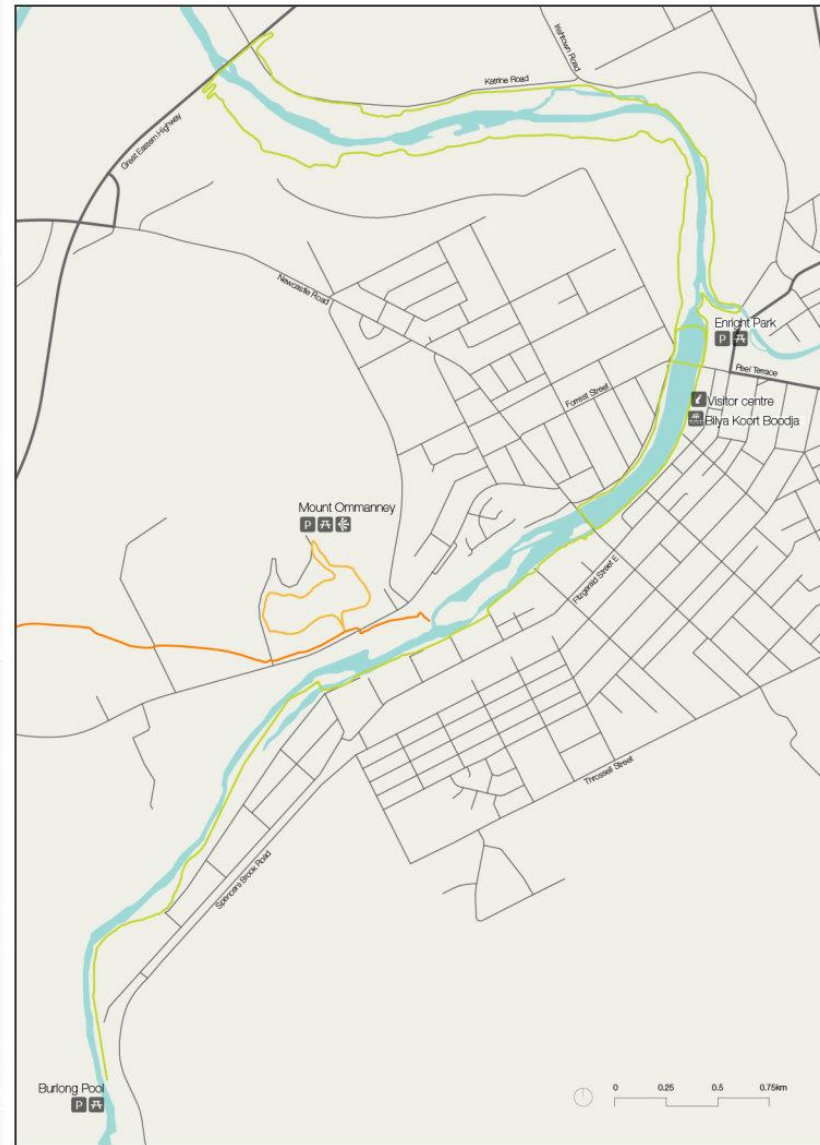 Irishtown Road
Katrine Road
Great Eastern Highway
Newcastle Road
Enright Park
P
Peel Terrace
Forrest Street
Visitor centre
Bilya Koort Boodja
Mount Ommanney
P
Fitzgerald Street E
Throssell Street
Spencers Brook Road
Burlong Pool
P
0 0.25 0.5 0.75km